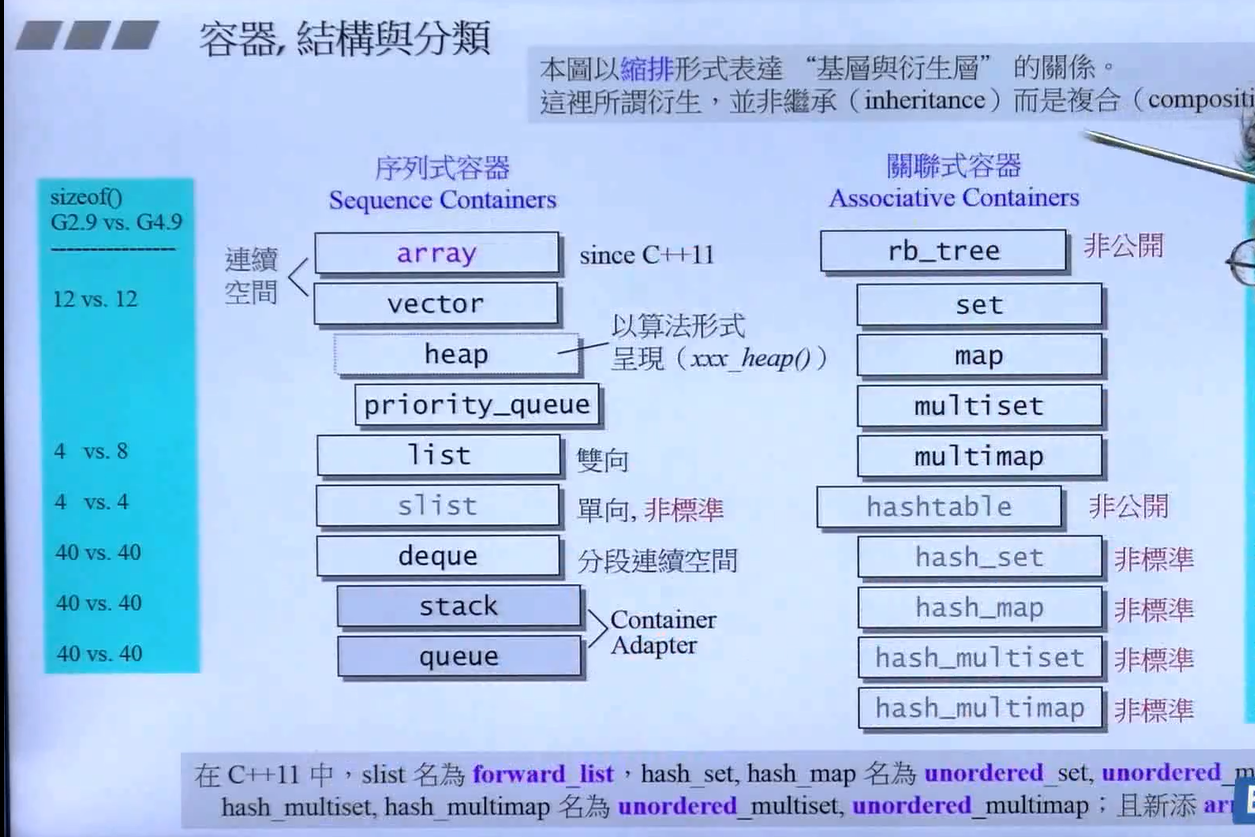 容器, 結構與分類
本圖以縮排形式表達 “基層與衍生層” 的關係。
這裡所謂衍生，並非繼承（inheritance）而是複合（compositi
序列式容器
Sequence Containers
關聯式容器
Associative Containers
sizeof()
G2.9 vs. G4.9
--------------------
12 vs. 12
4 vs. 8
4 vs. 4
40 vs. 40
40 vs. 40
40 vs. 40
連續
空間
array
since C++11
vector
heap
以算法形式
呈現（xxx_heap()）
priority_queue
list
雙向
slist
單向, 非標準
deque
分段連續空間
stack
queue
Container
Adapter
rb_tree
非公開
set
map
multiset
multimap
hashtable
非公開
hash_set
非標準
hash_map
非標準
hash_multiset
非標準
hash_multimap
非標準
在 C++11 中，slist 名為 forward_list，hash_set, hash_map 名為 unordered_set, unordered_m
hash_multiset, hash_multimap 名為 unordered_multiset, unordered_multimap；且新添 arr